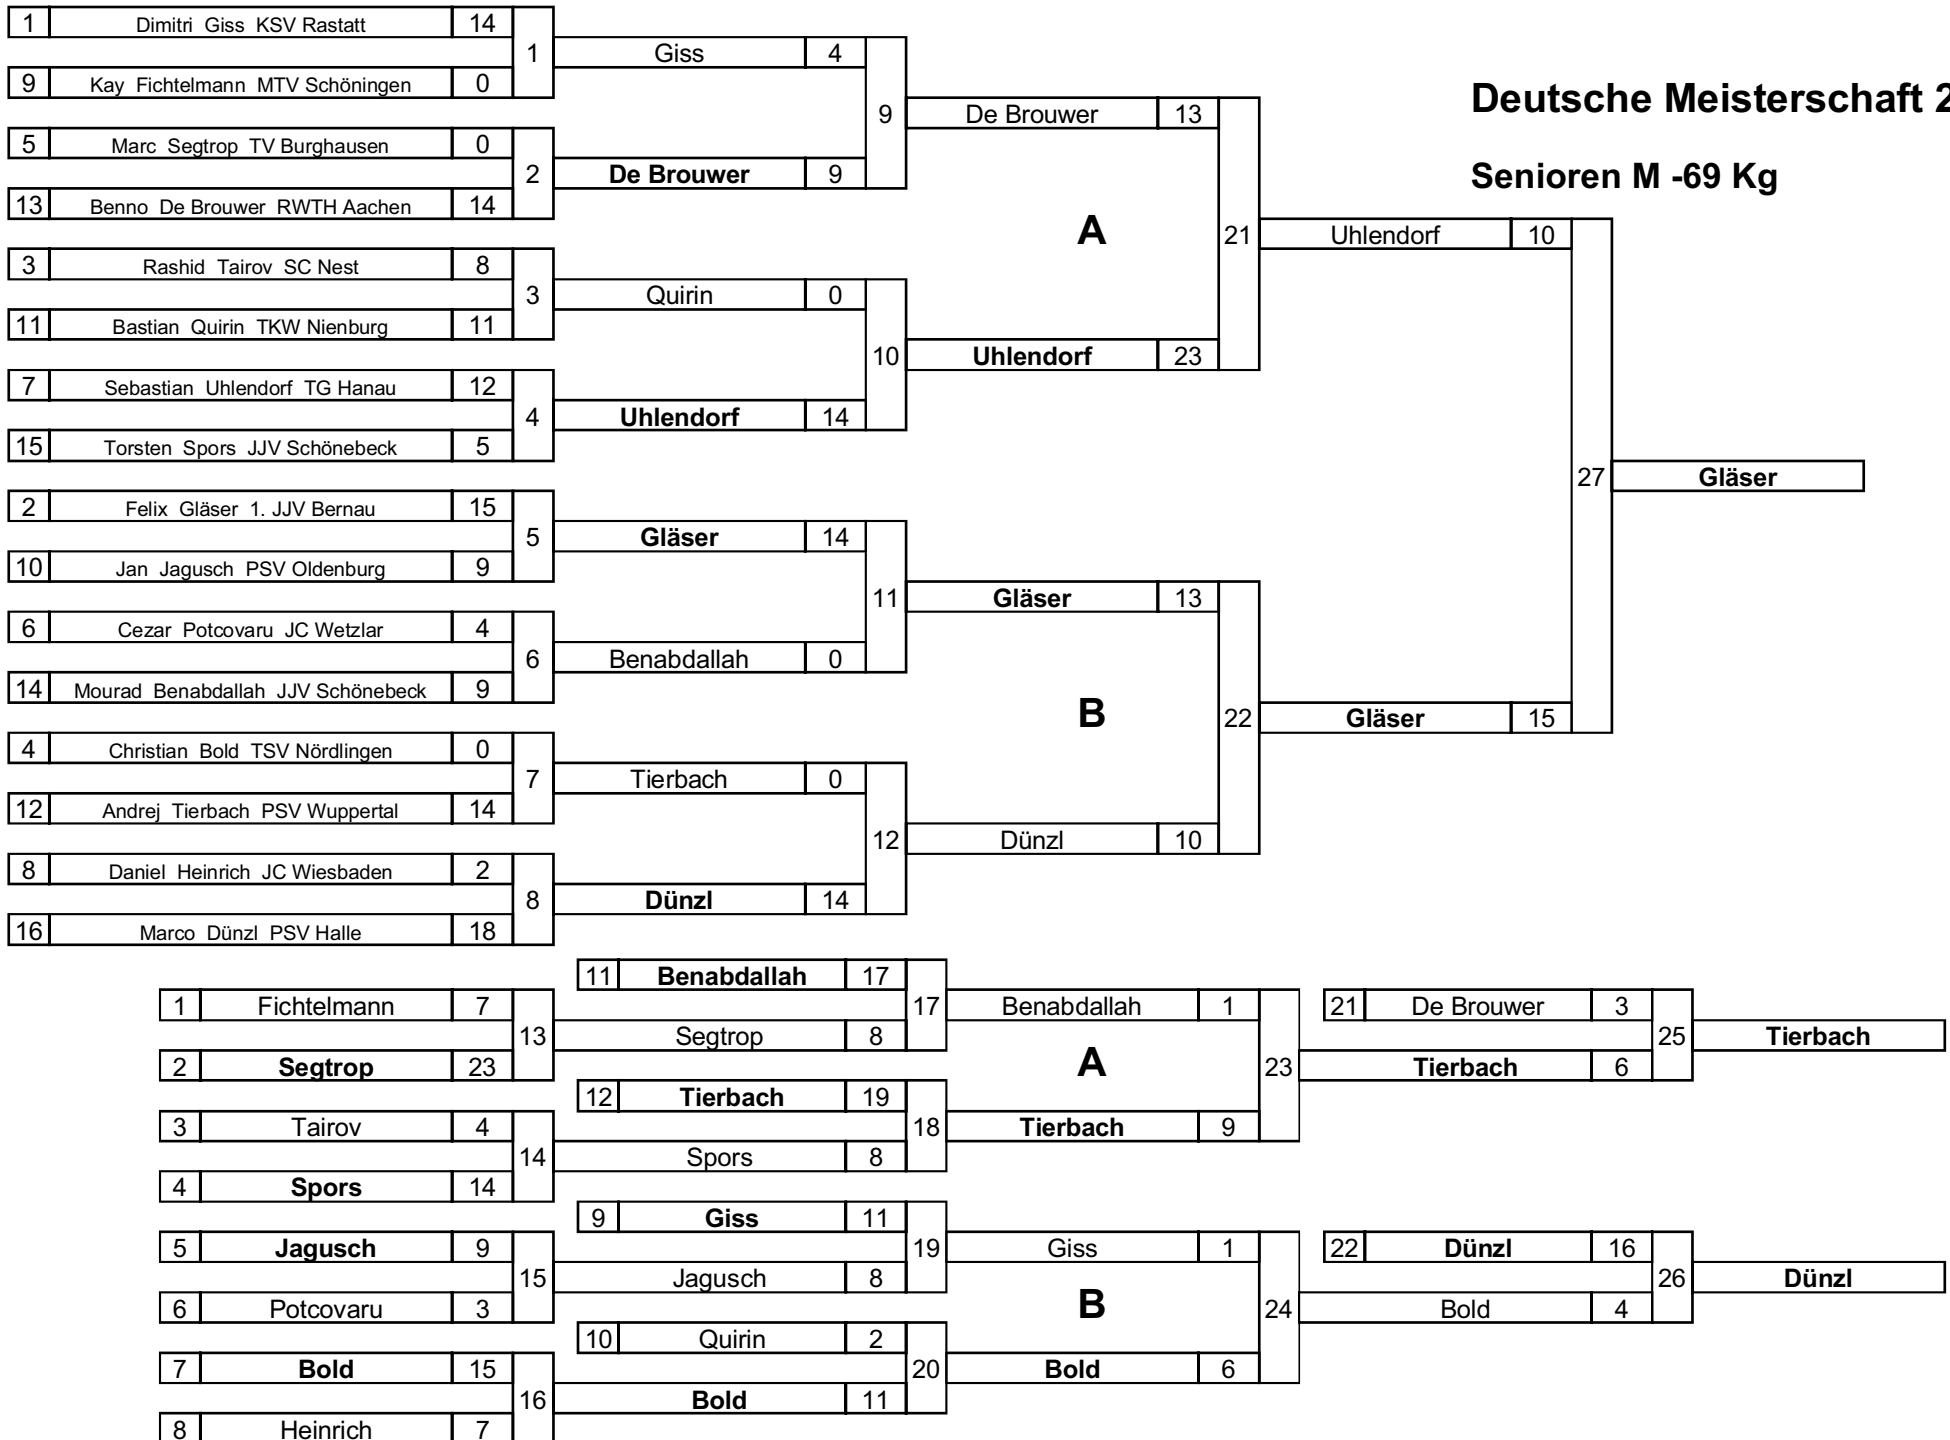 Deutsche Meisterschaft 2
Senioren M -69 Kg
1 Dimitri Giss KSV Rastatt 14
1 Giss 4
9 Kay Fichtelmann MTV Schöningen 0
9 De Brouwer 13
5 Marc Segtrop TV Burghausen 0
2 De Brouwer 9
13 Benno De Brouwer RWTH Aachen 14
A 21 Uhlendorf 10
3 Rashid Tairov SC Nest 8
3 Quirin 0
11 Bastian Quirin TKW Nienburg 11
10 Uhlendorf 23
7 Sebastian Uhlendorf TG Hanau 12
4 Uhlendorf 14
15 Torsten Spors JJV Schönebeck 5
27 Gläser
2 Felix Gläser 1. JJV Bernau 15
5 Gläser 14
10 Jan Jagusch PSV Oldenburg 9
11 Gläser 13
6 Cezar Potcovaru JC Wetzlar 4
6 Benabdallah 0
14 Mourad Benabdallah JJV Schönebeck 9
B 22 Gläser 15
4 Christian Bold TSV Nördlingen 0
7 Tierbach 0
12 Andrej Tierbach PSV Wuppertal 14
12 Dünzl 10
8 Daniel Heinrich JC Wiesbaden 2
8 Dünzl 14
16 Marco Dünzl PSV Halle 18
11 Benabdallah 17
1 Fichtelmann 7 17 Benabdallah 1 21 De Brouwer 3
13 Segtrop 8 25 Tierbach
2 Segtrop 23 A 23 Tierbach 6
12 Tierbach 19
3 Tairov 4 18 Tierbach 9
14 Spors 8
4 Spors 14
9 Giss 11
5 Jagusch 9 19 Giss 1 22 Dünzl 16
15 Jagusch 8 26 Dünzl
6 Potcovaru 3 B 24 Bold 4
10 Quirin 2
7 Bold 15 20 Bold 6
16 Bold 11
8 Heinrich 7